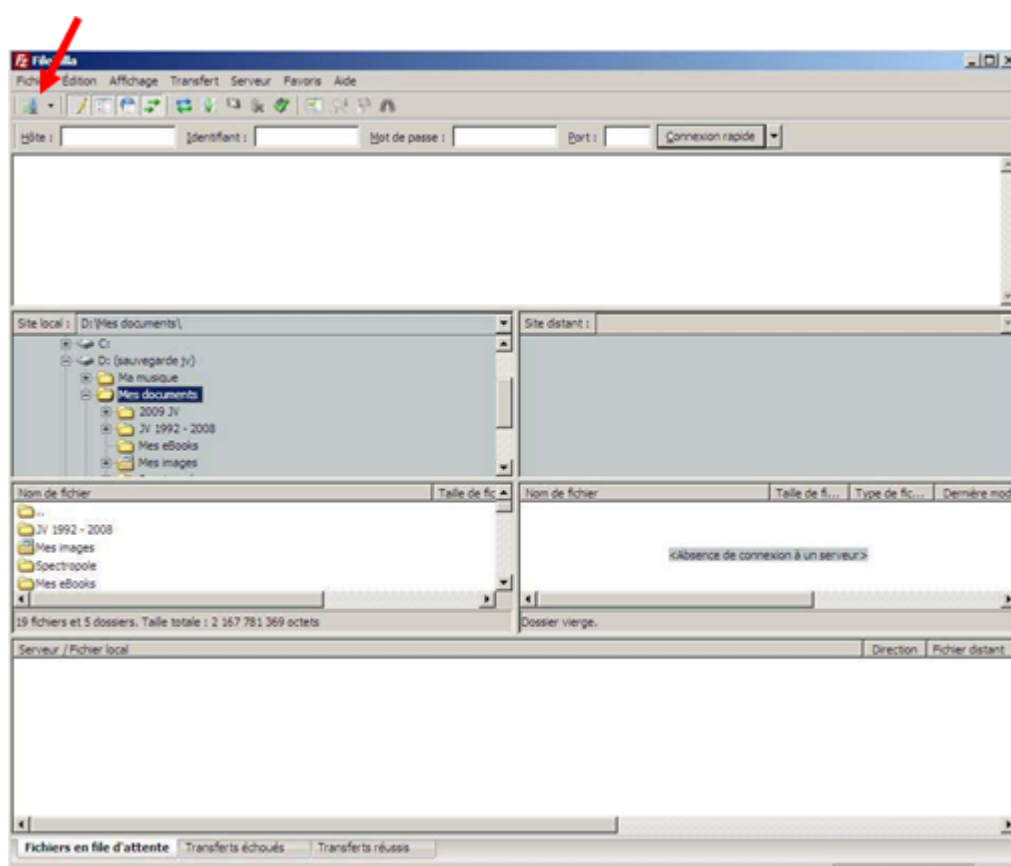 FileZilla
Fichier Édition Affichage Transfert Serveur Favoris Aide
Hôte : Identifiant : Mot de passe : Port : Connexion rapide
Site local : D:\Mes documents\
C:
D: (sauvegarde jv)
Ma musique
Mes documents
2009 JV
JV 1992 - 2008
Mes eBooks
Mes images
Site distant :
Nom de fichier Taille de fic
..
JV 1992 - 2008
Mes images
Spectropole
Mes eBooks
19 fichiers et 5 dossiers. Taille totale : 2 167 781 369 octets
Nom de fichier Taille de fi... Type de fic... Dernière mod
<Absence de connexion à un serveur>
Dossier vierge.
Serveur / Fichier local Direction Fichier distant
Fichiers en file d'attente Transferts échoués Transferts réussis